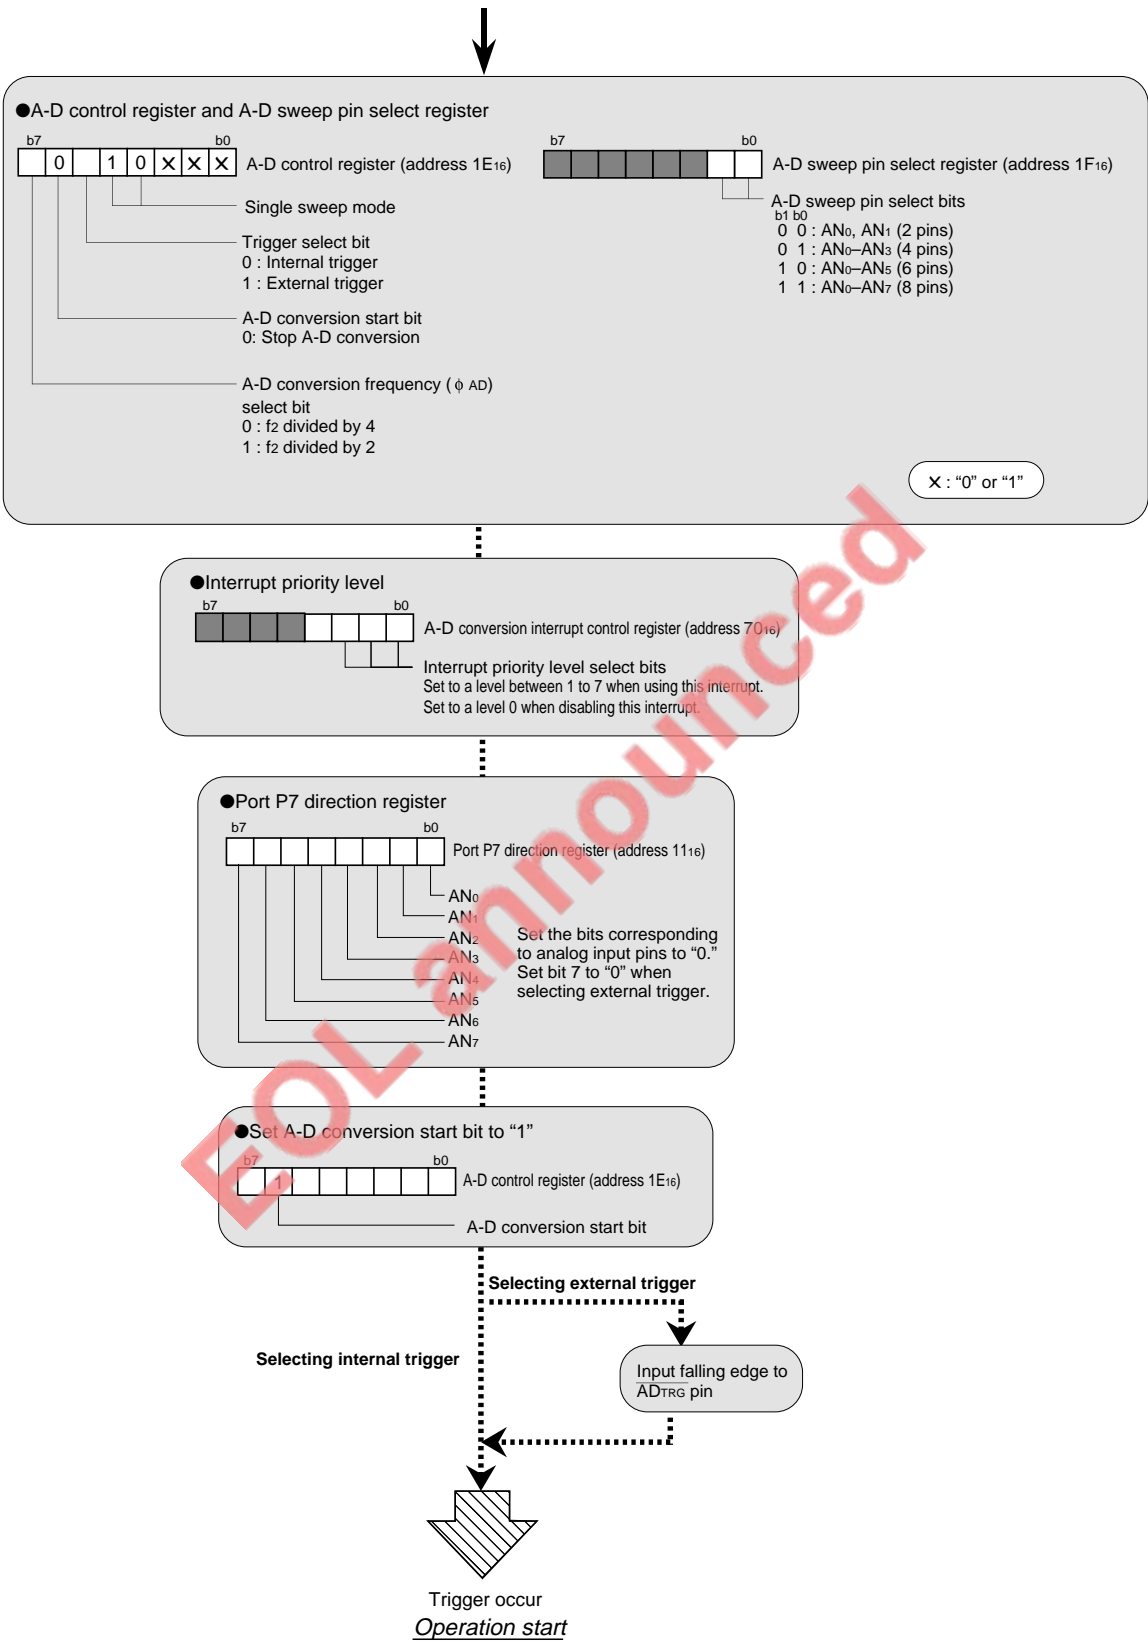 ●A-D control register and A-D sweep pin select register
b7 b0
0 1 0 × × ×
A-D control register (address 1E16)
Single sweep mode
Trigger select bit
0 : Internal trigger
1 : External trigger
A-D conversion start bit
0: Stop A-D conversion
A-D conversion frequency ( ϕ AD)
select bit
0 : f2 divided by 4
1 : f2 divided by 2
b7 b0
A-D sweep pin select register (address 1F16)
A-D sweep pin select bits
b1 b0
0 0 : AN0, AN1 (2 pins)
0 1 : AN0–AN3 (4 pins)
1 0 : AN0–AN5 (6 pins)
1 1 : AN0–AN7 (8 pins)
× : “0” or “1”
●Interrupt priority level
b7 b0
A-D conversion interrupt control register (address 7016)
Interrupt priority level select bits
Set to a level between 1 to 7 when using this interrupt.
Set to a level 0 when disabling this interrupt.
●Port P7 direction register
b7 b0
Port P7 direction register (address 1116)
AN0
AN1
AN2
AN3
AN4
AN5
AN6
AN7
Set the bits corresponding
to analog input pins to “0.”
Set bit 7 to “0” when
selecting external trigger.
●Set A-D conversion start bit to “1”
b7 b0
1
A-D control register (address 1E16)
A-D conversion start bit
Selecting external trigger
Selecting internal trigger
Input falling edge to
ADTRG pin
Trigger occur
Operation start
EOL announced